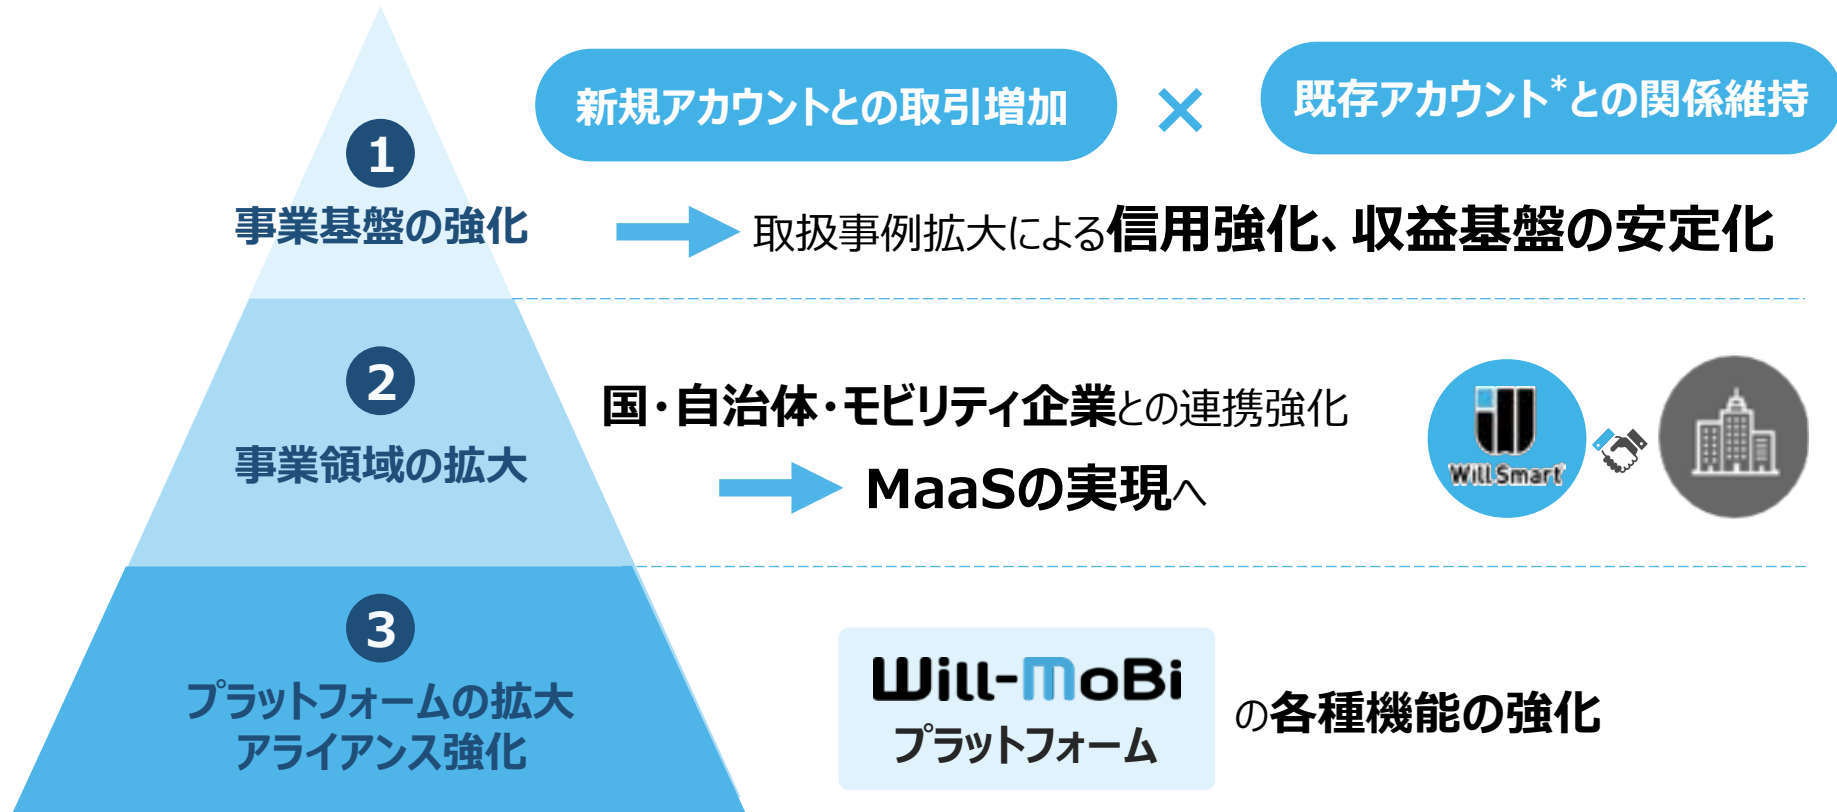 新規アカウントとの取引増加
×
既存アカウント*との関係維持
1
事業基盤の強化
取扱事例拡大による信用強化、収益基盤の安定化
2
事業領域の拡大
国・自治体・モビリティ企業との連携強化
MaaSの実現へ
Will Smart
3
プラットフォームの拡大
アライアンス強化
Will-MoBi
プラットフォーム
の各種機能の強化